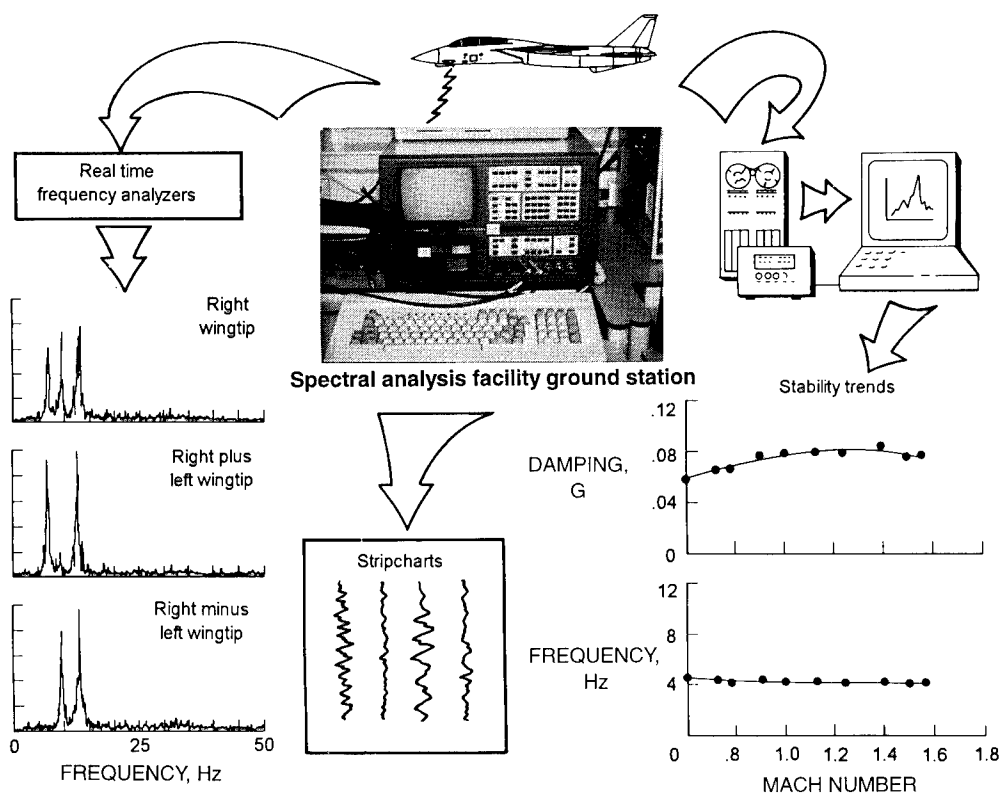 Real time
frequency analyzers
Right
wingtip
Right plus
left wingtip
Right minus
left wingtip
0 25 50
FREQUENCY, Hz
Spectral analysis facility ground station
Stripcharts
Stability trends
.12
.08
.04
0
DAMPING,
G
12
8
4
FREQUENCY,
Hz
.6 .8 1.0 1.2 1.4 1.6 1.8
MACH NUMBER